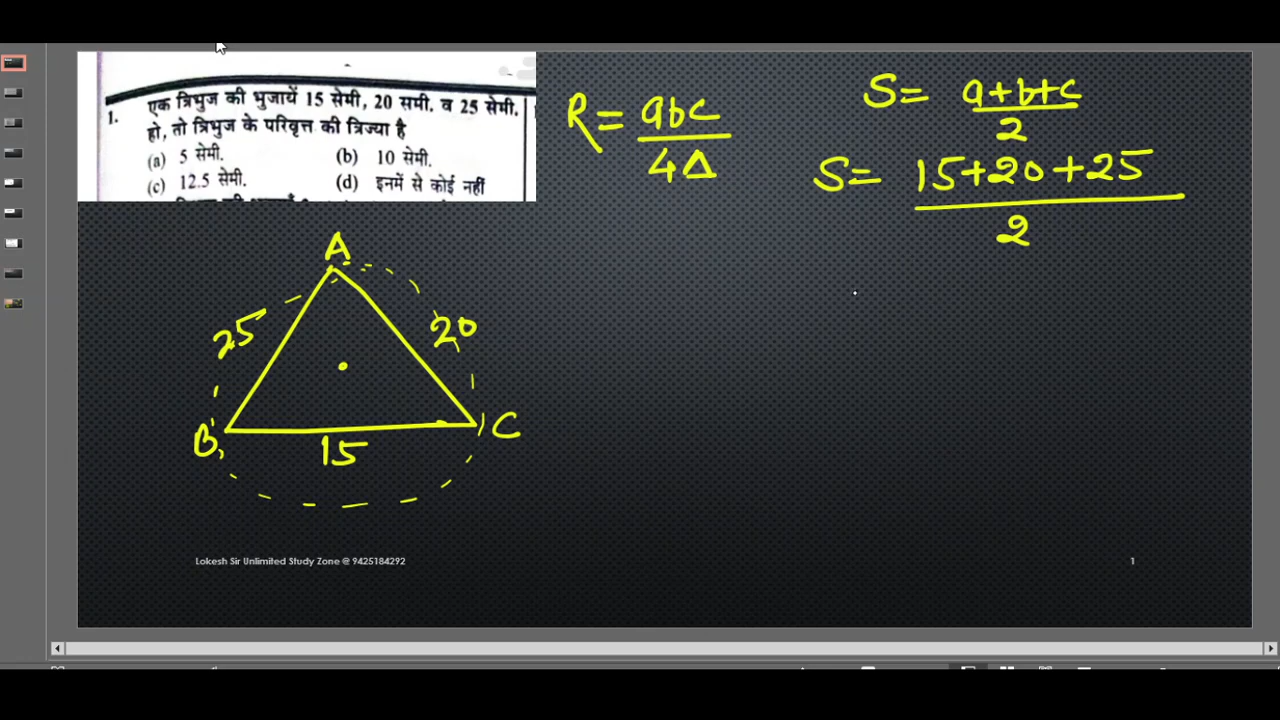 1. एक त्रिभुज की भुजायें 15 सेमी, 20 समी. व 25 सेमी.
हो, तो त्रिभुज के परिवृत्त की त्रिज्या है
(a) 5 सेमी. (b) 10 सेमी.
(c) 12.5 सेमी. (d) इनमें से कोई नहीं
R = abc / 4Δ
S = a+b+c / 2
S = 15+20+25 / 2
A
25
20
B
15
C
Lokesh Sir Unlimited Study Zone @ 9425184292
1